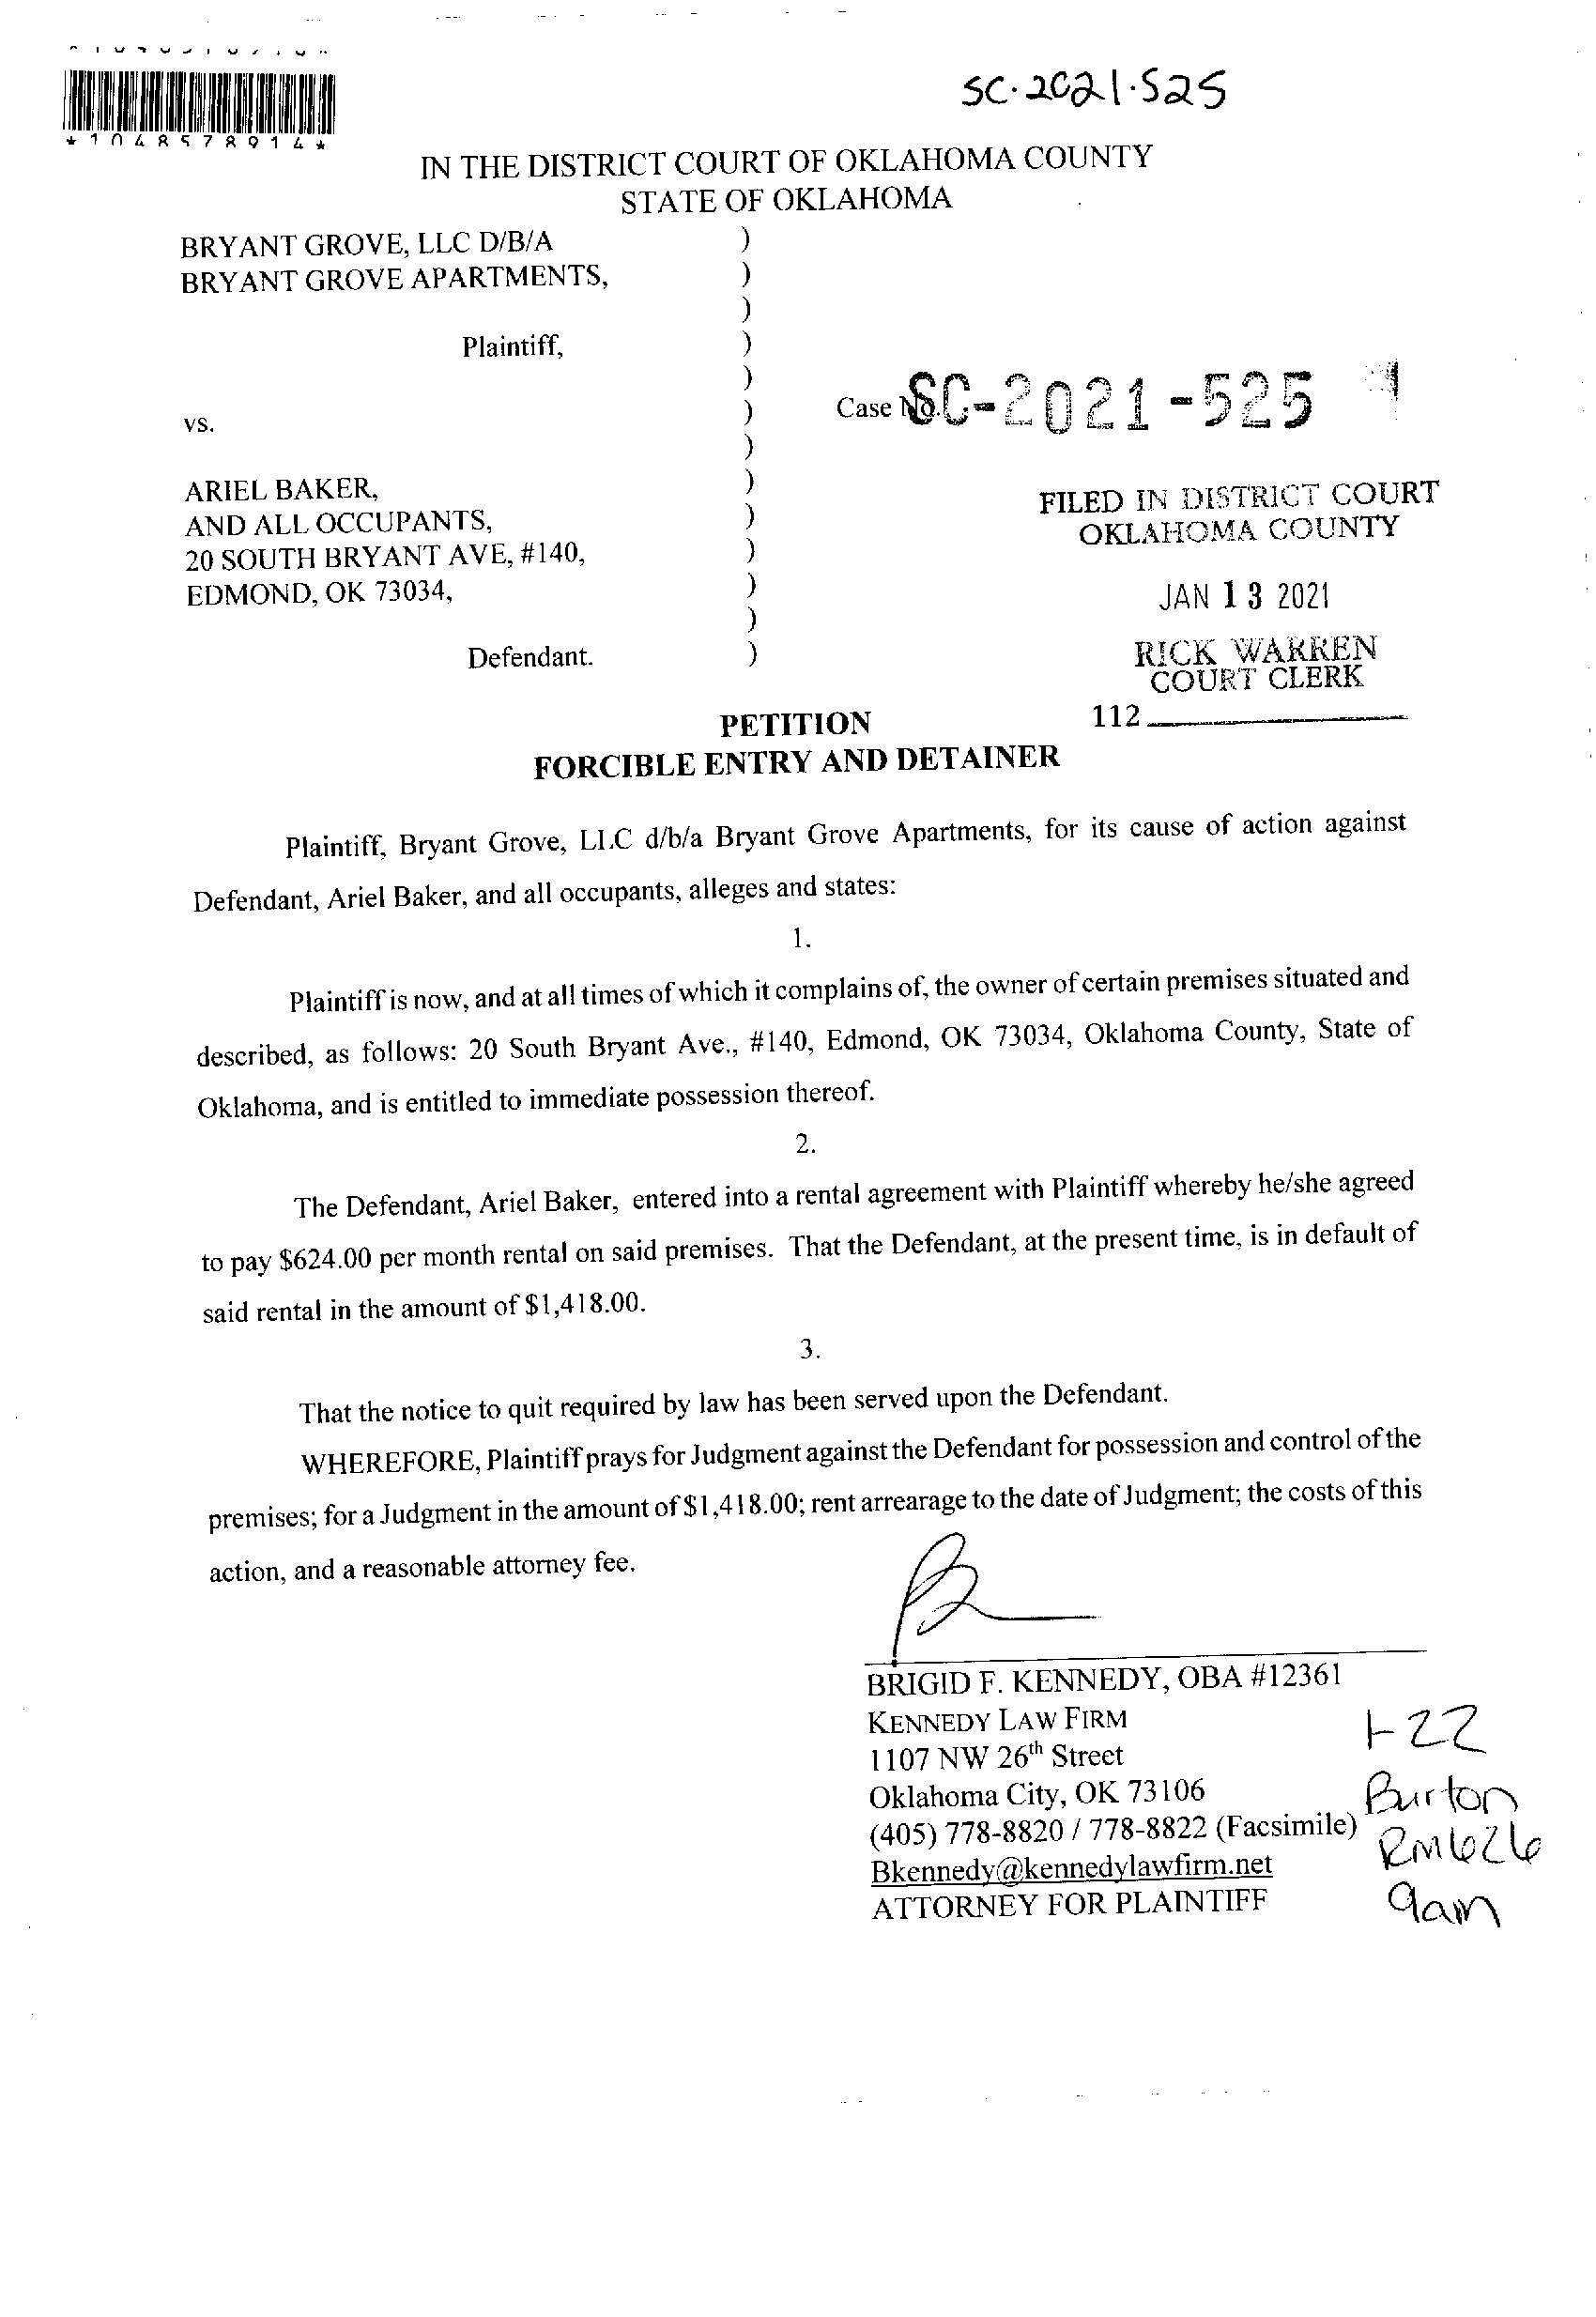 *1048578914*
SC-2021-525
IN THE DISTRICT COURT OF OKLAHOMA COUNTY
STATE OF OKLAHOMA
BRYANT GROVE, LLC D/B/A )
BRYANT GROVE APARTMENTS, )
)
Plaintiff, )
)
vs. ) Case No. SC-2021-525
)
ARIEL BAKER, )
AND ALL OCCUPANTS, )
20 SOUTH BRYANT AVE, #140, )
EDMOND, OK 73034, )
)
Defendant. )
FILED IN DISTRICT COURT
OKLAHOMA COUNTY
JAN 13 2021
RICK WARREN
COURT CLERK
112
PETITION
FORCIBLE ENTRY AND DETAINER
Plaintiff, Bryant Grove, LLC d/b/a Bryant Grove Apartments, for its cause of action against
Defendant, Ariel Baker, and all occupants, alleges and states:
1.
Plaintiff is now, and at all times of which it complains of, the owner of certain premises situated and
described, as follows: 20 South Bryant Ave., #140, Edmond, OK 73034, Oklahoma County, State of
Oklahoma, and is entitled to immediate possession thereof.
2.
The Defendant, Ariel Baker, entered into a rental agreement with Plaintiff whereby he/she agreed
to pay $624.00 per month rental on said premises. That the Defendant, at the present time, is in default of
said rental in the amount of $1,418.00.
3.
That the notice to quit required by law has been served upon the Defendant.
WHEREFORE, Plaintiff prays for Judgment against the Defendant for possession and control of the
premises; for a Judgment in the amount of $1,418.00; rent arrearage to the date of Judgment; the costs of this
action, and a reasonable attorney fee.
BRIGID F. KENNEDY, OBA #12361
KENNEDY LAW FIRM
1107 NW 26th Street
Oklahoma City, OK 73106
(405) 778-8820 / 778-8822 (Facsimile)
Bkennedy@kennedylawfirm.net
ATTORNEY FOR PLAINTIFF
1-22
Burton
RM626
9am